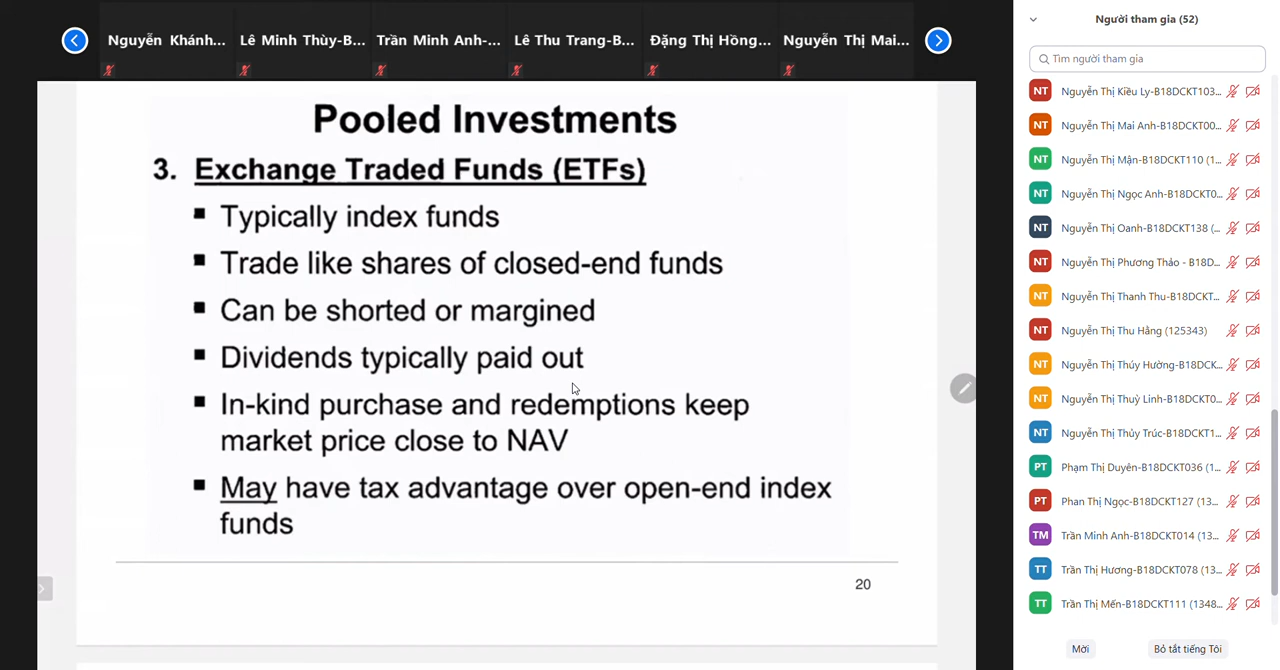 Nguyễn Khánh...
Lê Minh Thùy-B...
Trần Minh Anh-...
Lê Thu Trang-B...
Đặng Thị Hồng...
Nguyễn Thị Mai...
Pooled Investments
3. Exchange Traded Funds (ETFs)
Typically index funds
Trade like shares of closed-end funds
Can be shorted or margined
Dividends typically paid out
In-kind purchase and redemptions keep
market price close to NAV
May have tax advantage over open-end index
funds
20
Người tham gia (52)
Tìm người tham gia
NT Nguyễn Thị Kiều Ly-B18DCKT103...
NT Nguyễn Thị Mai Anh-B18DCKT00...
NT Nguyễn Thị Mận-B18DCKT110 (1...
NT Nguyễn Thị Ngọc Anh-B18DCKT0...
NT Nguyễn Thị Oanh-B18DCKT138 (...
NT Nguyễn Thị Phương Thảo - B18D...
NT Nguyễn Thị Thanh Thu-B18DCKT...
NT Nguyễn Thị Thu Hằng (125343)
NT Nguyễn Thị Thúy Hường-B18DCK...
NT Nguyễn Thị Thuỳ Linh-B18DCKT0...
NT Nguyễn Thị Thủy Trúc-B18DCKT1...
PT Phạm Thị Duyên-B18DCKT036 (1...
PT Phan Thị Ngọc-B18DCKT127 (13...
TM Trần Minh Anh-B18DCKT014 (13...
TT Trần Thị Hương-B18DCKT078 (13...
TT Trần Thị Mến-B18DCKT111 (1348...
Mời
Bỏ tắt tiếng Tôi